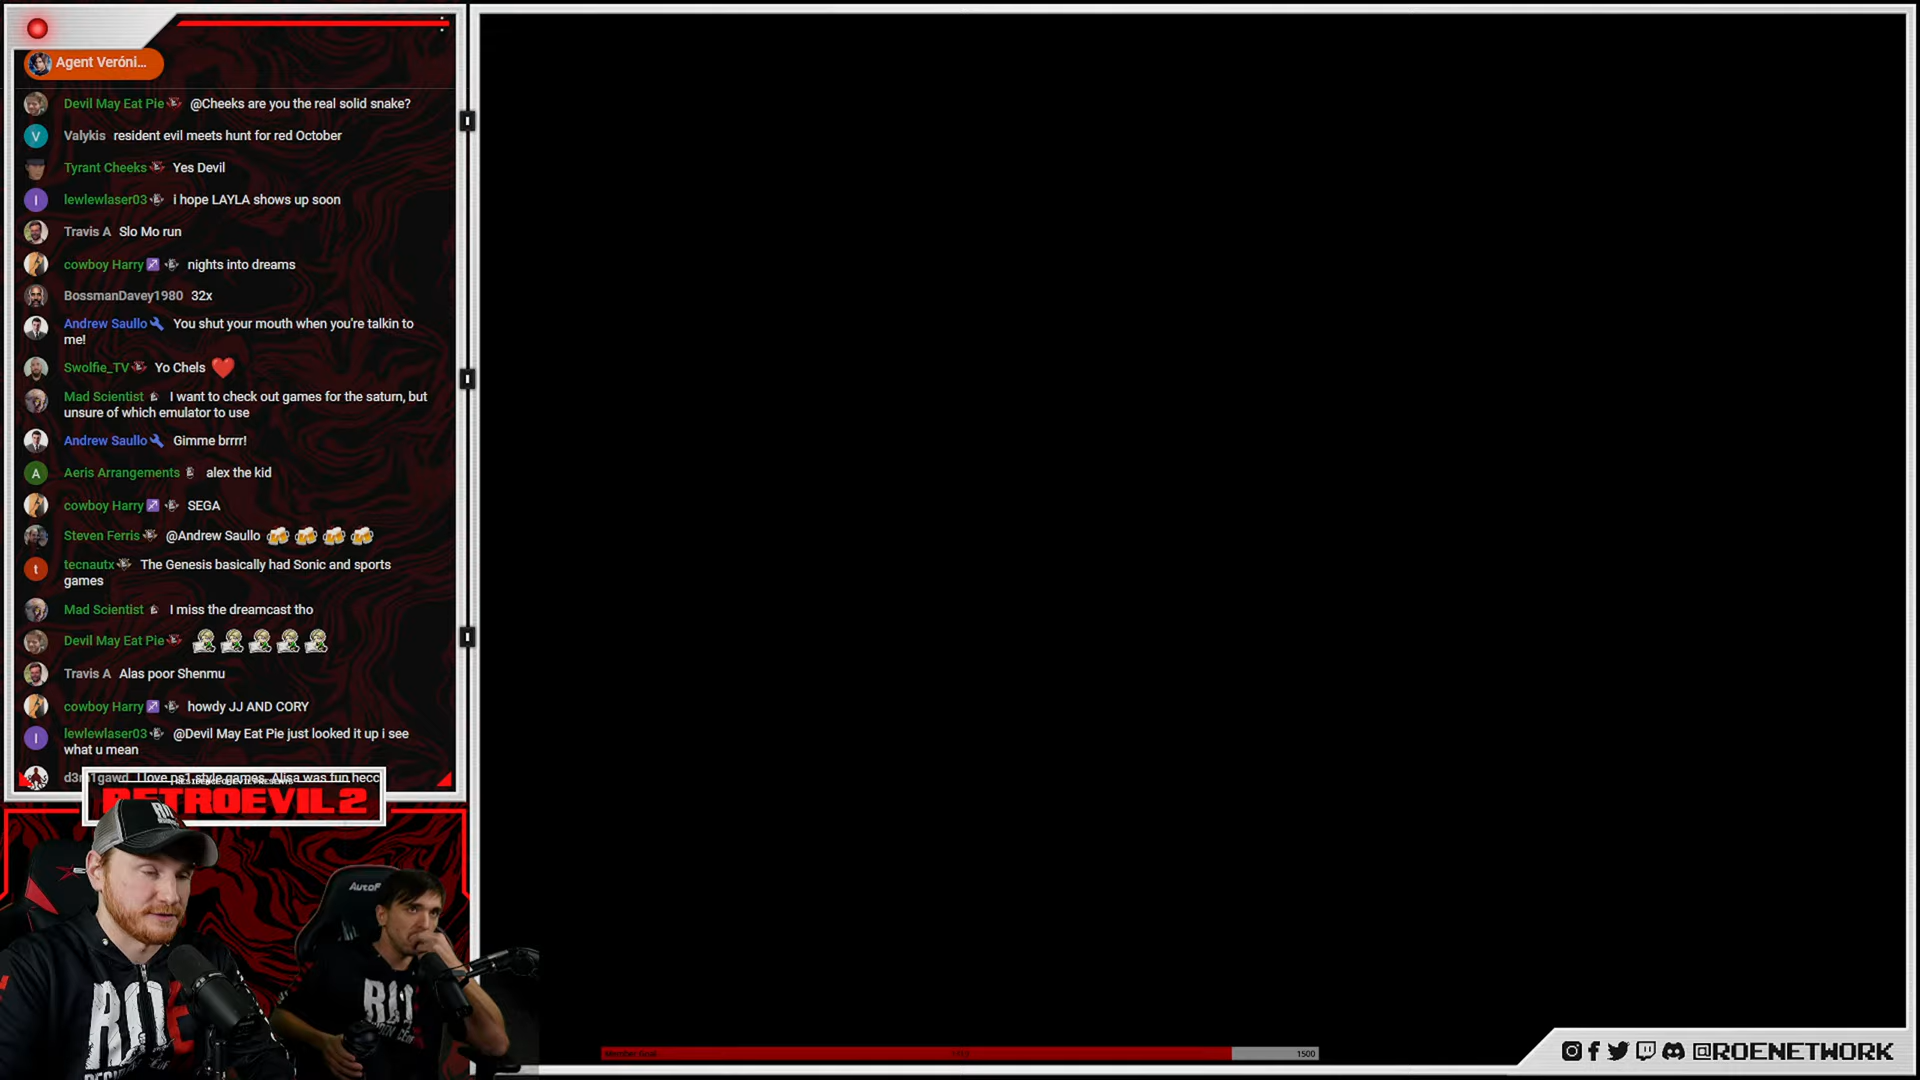 Agent Veróni...
Devil May Eat Pie @Cheeks are you the real solid snake?
V Valykis resident evil meets hunt for red October
Tyrant Cheeks Yes Devil
l lewlewlaser03 i hope LAYLA shows up soon
Travis A Slo Mo run
cowboy Harry nights into dreams
BossmanDavey1980 32x
Andrew Saullo You shut your mouth when you're talkin to
me!
Swolfie_TV Yo Chels
Mad Scientist I want to check out games for the saturn, but
unsure of which emulator to use
Andrew Saullo Gimme brrrr!
A Aeris Arrangements alex the kid
cowboy Harry SEGA
Steven Ferris @Andrew Saullo
t tecnautx The Genesis basically had Sonic and sports
games
Mad Scientist I miss the dreamcast tho
Devil May Eat Pie
Travis A Alas poor Shenmu
cowboy Harry howdy JJ AND CORY
l lewlewlaser03 @Devil May Eat Pie just looked it up i see
what u mean
I love ps1 style games. Alisa was fun hecc
RESIDENCE OF EVIL PRESENTS
RETROEVIL 2
Member Goal
1500
@ROENETWORK